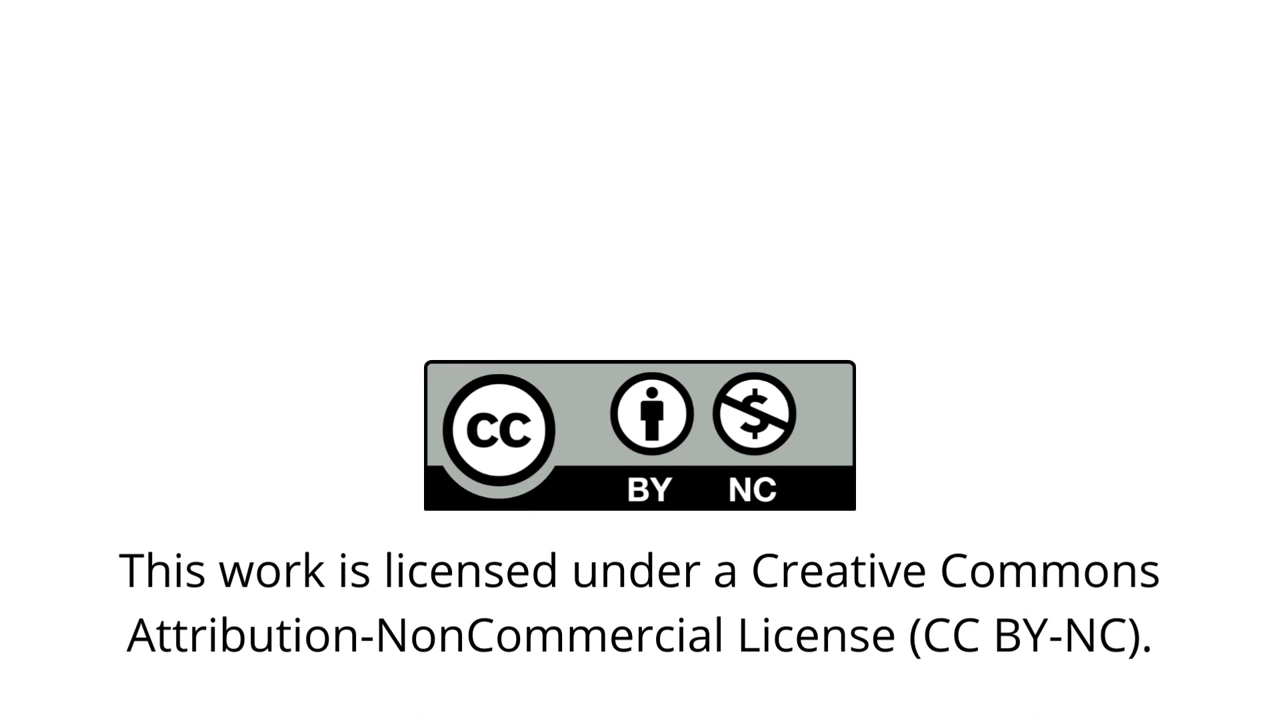 CC
BY NC
This work is licensed under a Creative Commons
Attribution-NonCommercial License (CC BY-NC).